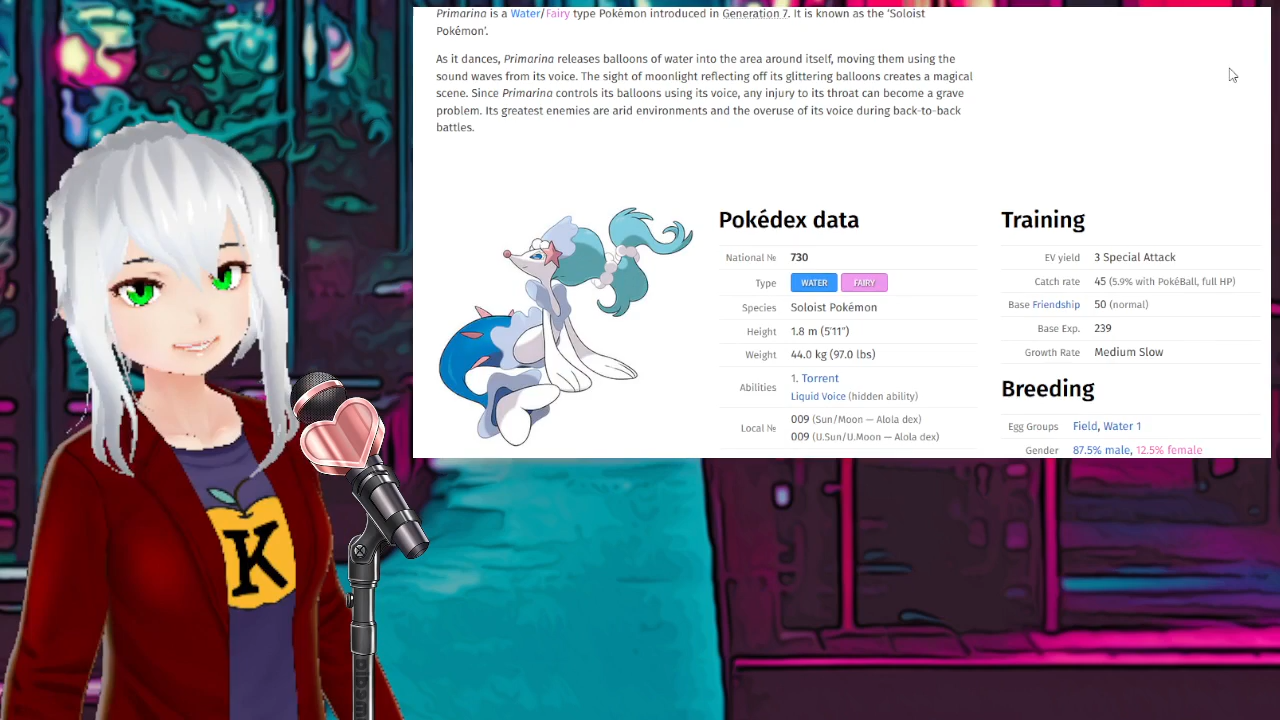 Primarina is a Water/Fairy type Pokémon introduced in Generation 7. It is known as the ‘Soloist
Pokémon’.
As it dances, Primarina releases balloons of water into the area around itself, moving them using the
sound waves from its voice. The sight of moonlight reflecting off its glittering balloons creates a magical
scene. Since Primarina controls its balloons using its voice, any injury to its throat can become a grave
problem. Its greatest enemies are arid environments and the overuse of its voice during back-to-back
battles.
Pokédex data
National № 730
Type WATER FAIRY
Species Soloist Pokémon
Height 1.8 m (5′11″)
Weight 44.0 kg (97.0 lbs)
Abilities 1. Torrent
Liquid Voice (hidden ability)
Local № 009 (Sun/Moon — Alola dex)
009 (U.Sun/U.Moon — Alola dex)
Training
EV yield 3 Special Attack
Catch rate 45 (5.9% with PokéBall, full HP)
Base Friendship 50 (normal)
Base Exp. 239
Growth Rate Medium Slow
Breeding
Egg Groups Field, Water 1
Gender 87.5% male, 12.5% female
K